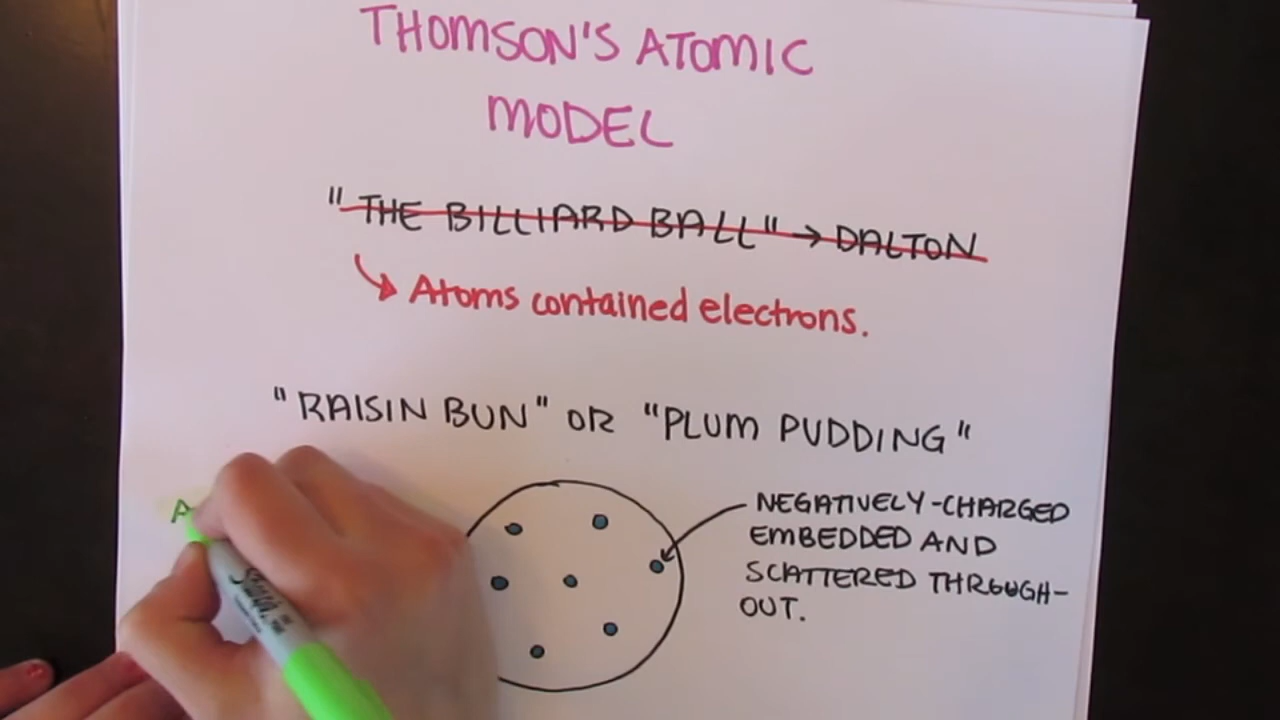 THOMSON'S ATOMIC
MODEL
"THE BILLIARD BALL" → DALTON
Atoms contained electrons.
"RAISIN BUN" OR "PLUM PUDDING"
NEGATIVELY-CHARGED
EMBEDDED AND
SCATTERED THROUGH-
OUT.
A
Sharpie